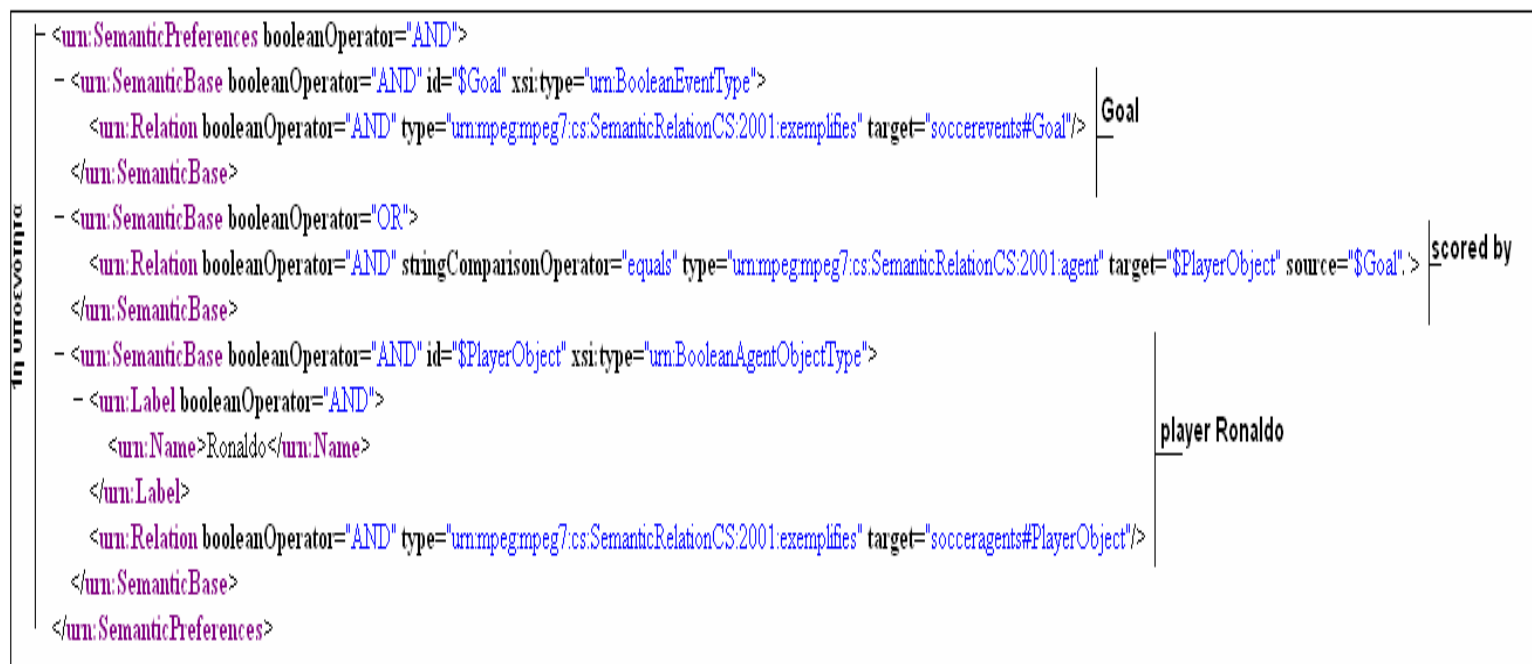 1η υποενότητα
- <urn:SemanticPreferences booleanOperator="AND">
- <urn:SemanticBase booleanOperator="AND" id="$Goal" xsi:type="urn:BooleanEventType">
<urn:Relation booleanOperator="AND" type="urn:mpeg:mpeg7:cs:SemanticRelationCS:2001:exemplifies" target="soccerevents#Goal"/>
</urn:SemanticBase>
Goal
- <urn:SemanticBase booleanOperator="OR">
<urn:Relation booleanOperator="AND" stringComparisonOperator="equals" type="urn:mpeg:mpeg7:cs:SemanticRelationCS:2001:agent" target="$PlayerObject" source="$Goal" >
</urn:SemanticBase>
scored by
- <urn:SemanticBase booleanOperator="AND" id="$PlayerObject" xsi:type="urn:BooleanAgentObjectType">
- <urn:Label booleanOperator="AND">
<urn:Name>Ronaldo</urn:Name>
</urn:Label>
<urn:Relation booleanOperator="AND" type="urn:mpeg:mpeg7:cs:SemanticRelationCS:2001:exemplifies" target="socceragents#PlayerObject"/>
</urn:SemanticBase>
player Ronaldo
</urn:SemanticPreferences>